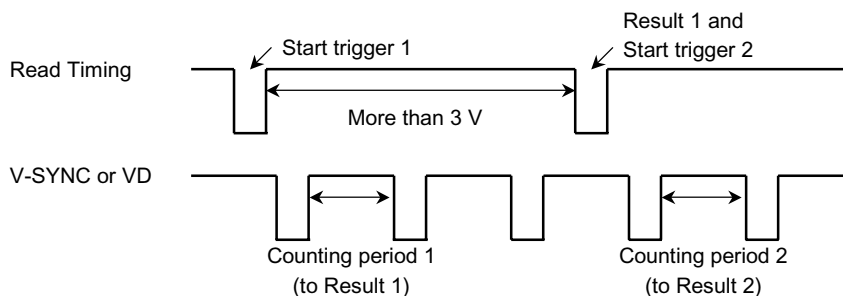 Result 1 and
Start trigger 1
Start trigger 2
Read Timing
More than 3 V
V-SYNC or VD
Counting period 1
(to Result 1)
Counting period 2
(to Result 2)